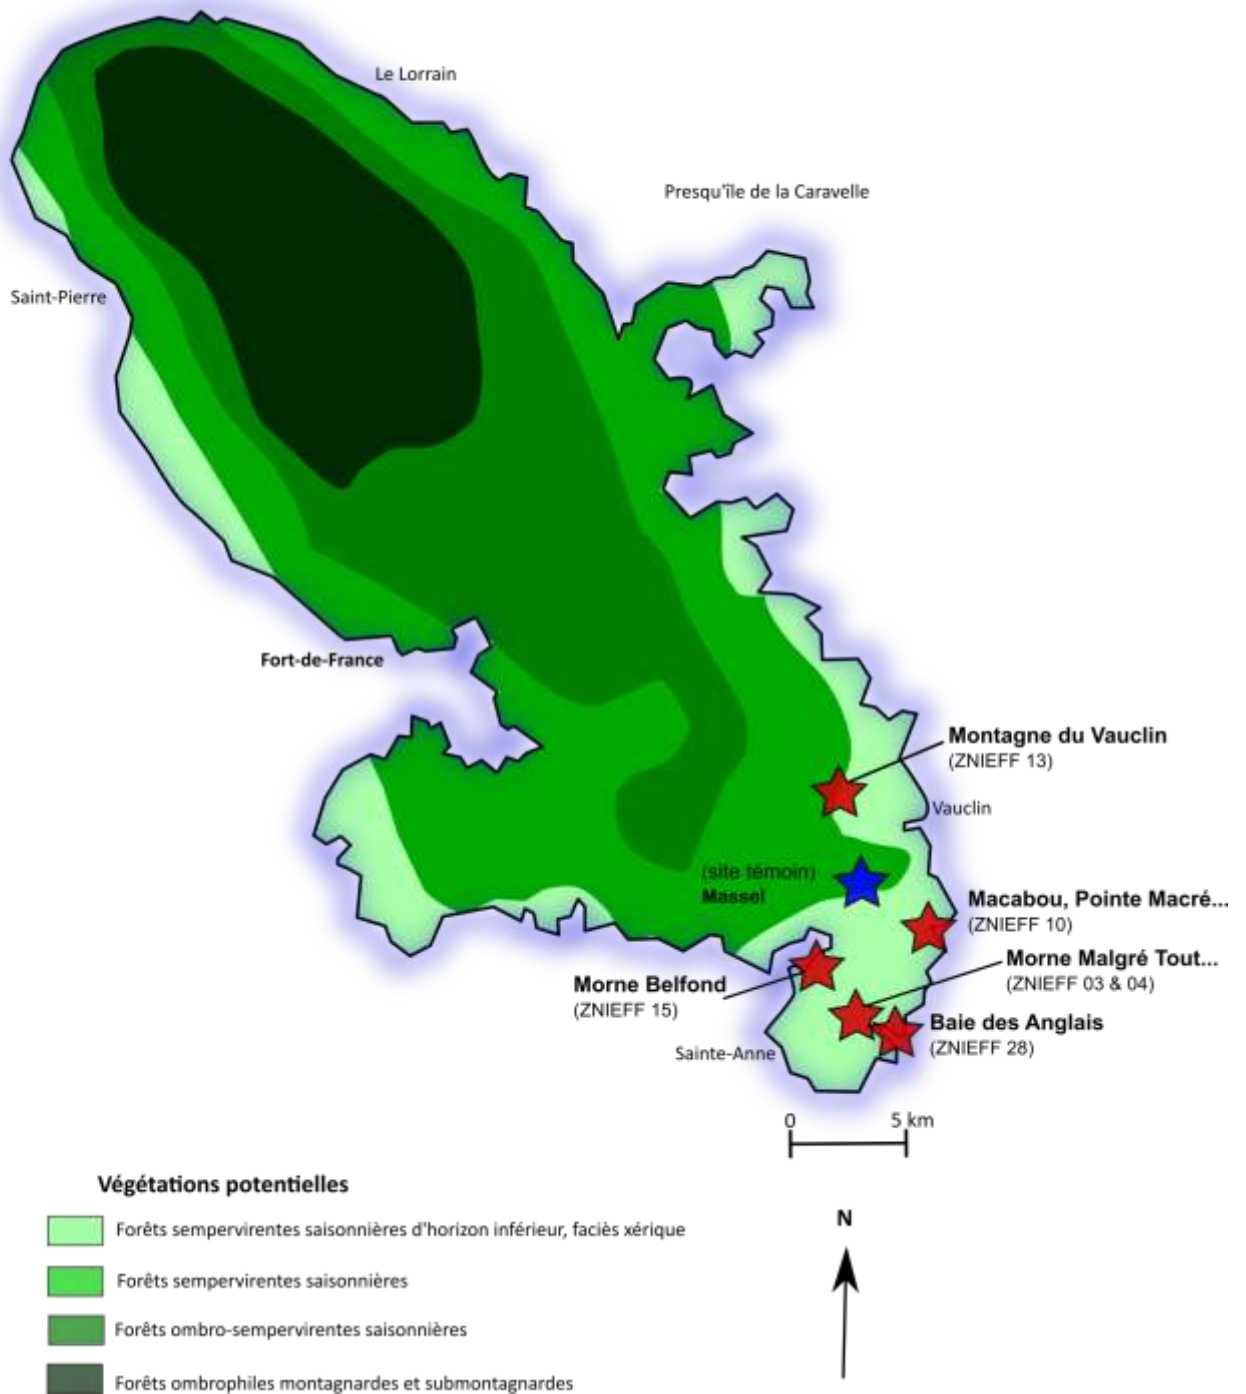 Le Lorrain
Presqu'île de la Caravelle
Saint-Pierre
Fort-de-France
Montagne du Vauclin
(ZNIEFF 13)
Vauclin
(site témoin)
Massel
Macabou, Pointe Macré...
(ZNIEFF 10)
Morne Malgré Tout...
(ZNIEFF 03 & 04)
Morne Belfond
(ZNIEFF 15)
Baie des Anglais
(ZNIEFF 28)
Sainte-Anne
0 5 km
Végétations potentielles
Forêts sempervirentes saisonnières d'horizon inférieur, faciès xérique
Forêts sempervirentes saisonnières
Forêts ombro-sempervirentes saisonnières
Forêts ombrophiles montagnardes et submontagnardes
N